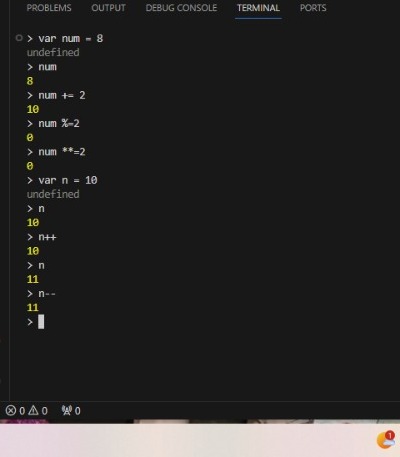 PROBLEMS OUTPUT DEBUG CONSOLE TERMINAL PORTS
> var num = 8
undefined
> num
8
> num += 2
10
> num %=2
0
> num **=2
0
> var n = 10
undefined
> n
10
> n++
10
> n
11
> n--
11
>
0 0 0
1